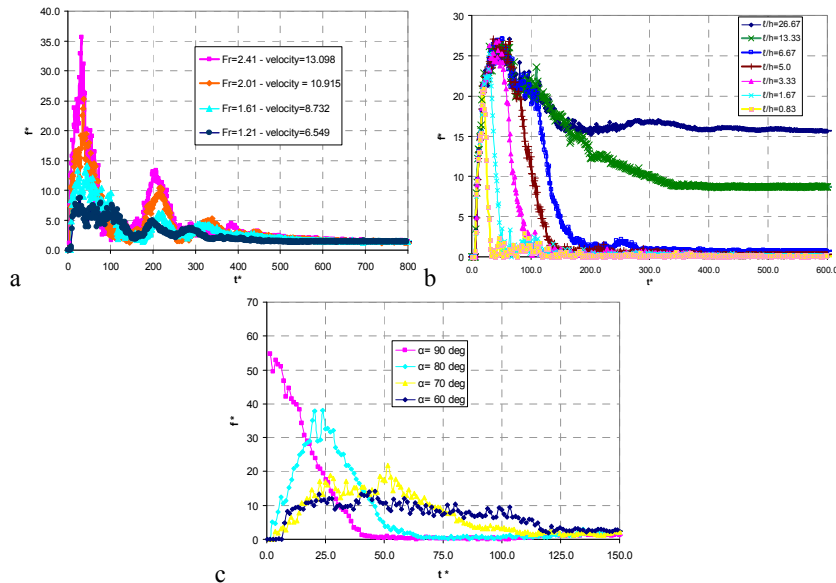 40.0
35.0
30.0
25.0
20.0
15.0
10.0
5.0
0.0
f*
Fr=2.41 - velocity=13.098
Fr=2.01 - velocity = 10.915
Fr=1.61 - velocity=8.732
Fr=1.21 - velocity=6.549
0 100 200 300 400 500 600 700 800
t*
a
30
25
20
15
10
5
0
f*
ℓ/h=26.67
ℓ/h=13.33
ℓ/h=6.67
ℓ/h=5.0
ℓ/h=3.33
ℓ/h=1.67
ℓ/h=0.83
0.0 100.0 200.0 300.0 400.0 500.0 600.0
t*
b
70
60
50
40
30
20
10
0
f*
α= 90 deg
α= 80 deg
α= 70 deg
α= 60 deg
0.0 25.0 50.0 75.0 100.0 125.0 150.0
t*
c